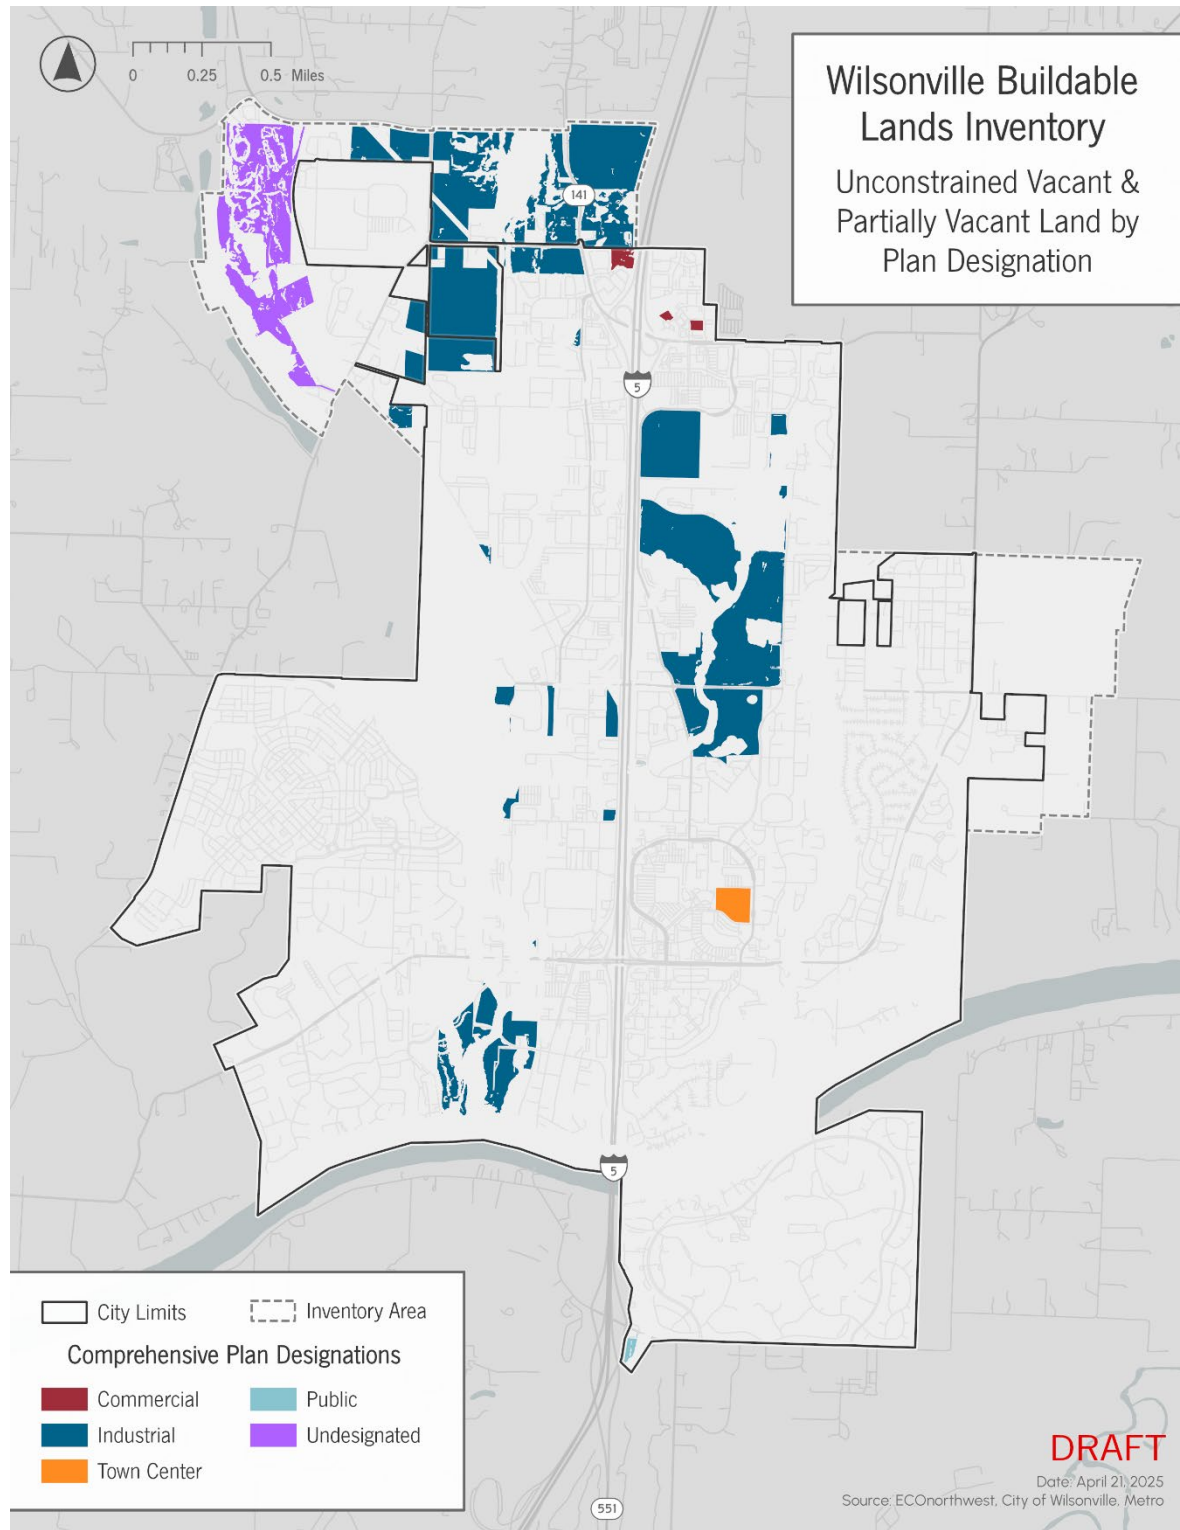 Wilsonville Buildable
Lands Inventory
Unconstrained Vacant &
Partially Vacant Land by
Plan Designation
0 0.25 0.5 Miles
141
5
5
551
City Limits
Inventory Area
Comprehensive Plan Designations
Commercial
Public
Industrial
Undesignated
Town Center
DRAFT
Date: April 21, 2025
Source: ECOnorthwest, City of Wilsonville, Metro